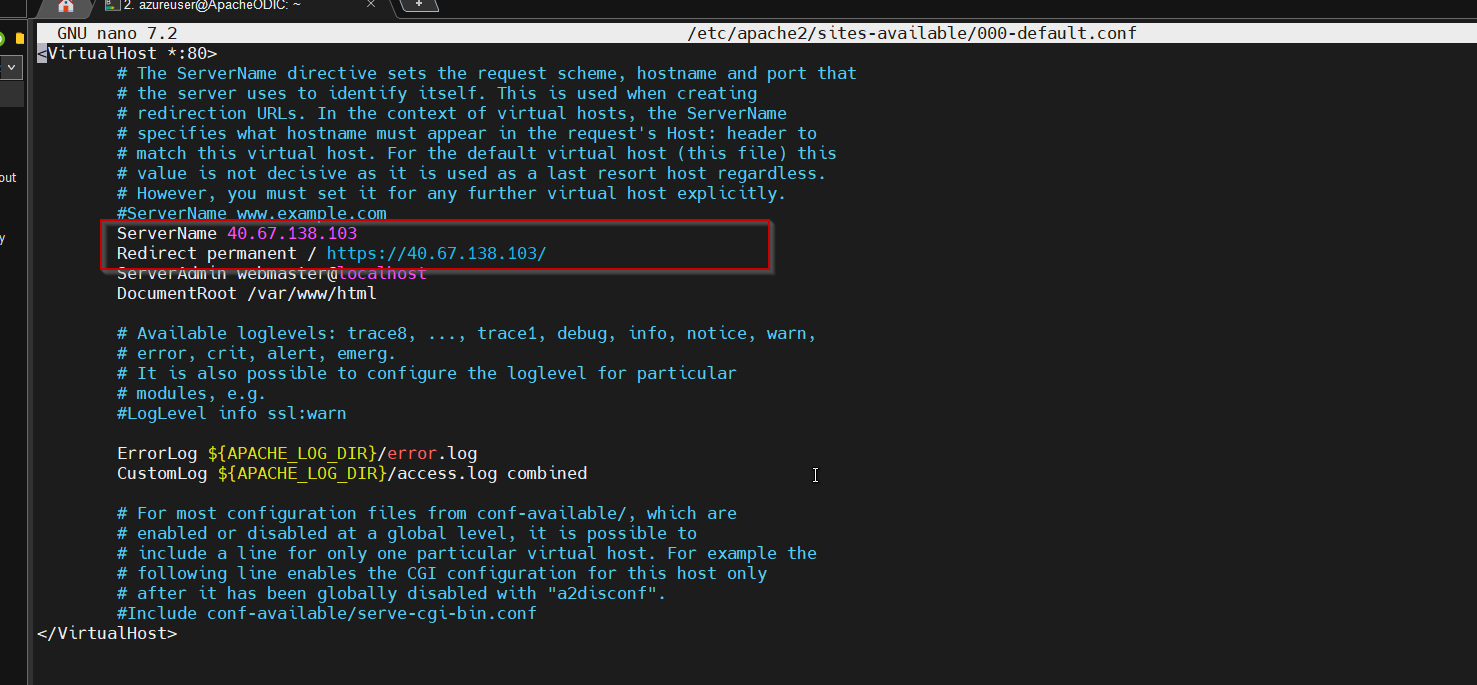 2. azureuser@ApacheODIC: ~
out
y
GNU nano 7.2 /etc/apache2/sites-available/000-default.conf
<VirtualHost *:80>
# The ServerName directive sets the request scheme, hostname and port that
# the server uses to identify itself. This is used when creating
# redirection URLs. In the context of virtual hosts, the ServerName
# specifies what hostname must appear in the request's Host: header to
# match this virtual host. For the default virtual host (this file) this
# value is not decisive as it is used as a last resort host regardless.
# However, you must set it for any further virtual host explicitly.
#ServerName www.example.com
ServerName 40.67.138.103
Redirect permanent / https://40.67.138.103/
ServerAdmin webmaster@localhost
DocumentRoot /var/www/html
# Available loglevels: trace8, ..., trace1, debug, info, notice, warn,
# error, crit, alert, emerg.
# It is also possible to configure the loglevel for particular
# modules, e.g.
#LogLevel info ssl:warn
ErrorLog ${APACHE_LOG_DIR}/error.log
CustomLog ${APACHE_LOG_DIR}/access.log combined
# For most configuration files from conf-available/, which are
# enabled or disabled at a global level, it is possible to
# include a line for only one particular virtual host. For example the
# following line enables the CGI configuration for this host only
# after it has been globally disabled with "a2disconf".
#Include conf-available/serve-cgi-bin.conf
</VirtualHost>